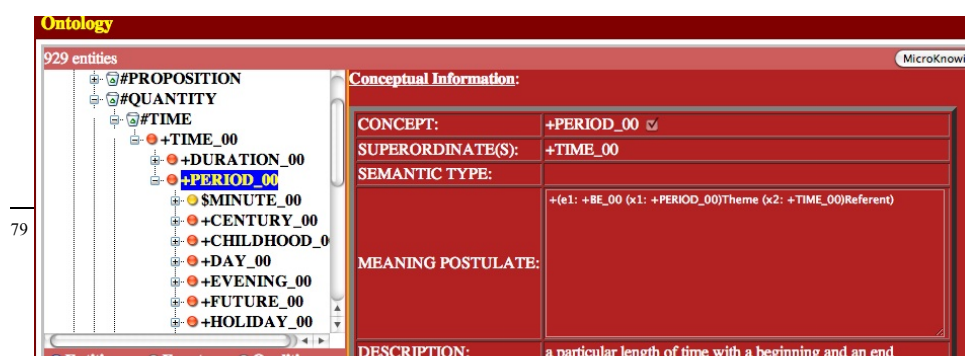 Ontology
929 entities
MicroKnowi
#PROPOSITION
#QUANTITY
#TIME
+TIME_00
+DURATION_00
+PERIOD_00
$MINUTE_00
+CENTURY_00
+CHILDHOOD_0
+DAY_00
+EVENING_00
+FUTURE_00
+HOLIDAY_00
79
Conceptual Information:
CONCEPT: +PERIOD_00
SUPERORDINATE(S): +TIME_00
SEMANTIC TYPE:
MEANING POSTULATE: +(e1: +BE_00 (x1: +PERIOD_00)Theme (x2: +TIME_00)Referent)
DESCRIPTION: a particular length of time with a beginning and an end